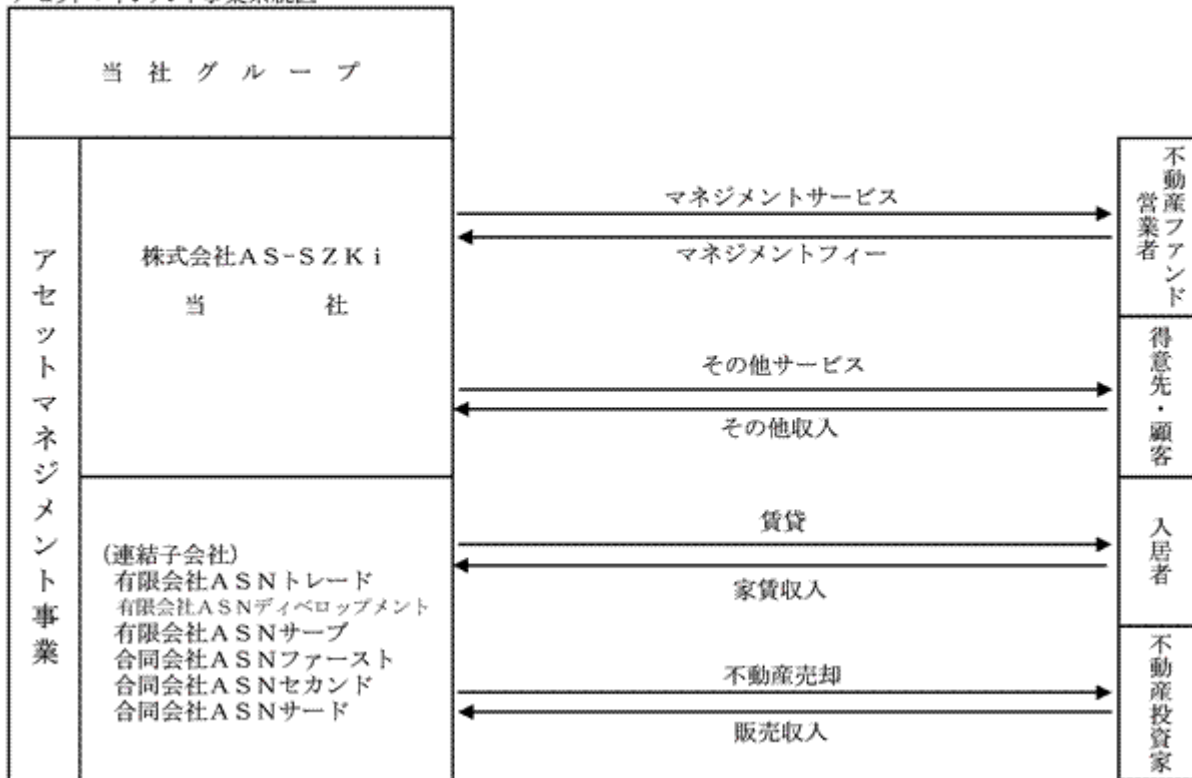 当社グループ
アセットマネジメント事業
株式会社AS-SZKi
当社
マネジメントサービス
マネジメントフィー
不動産ファンド
営業者
その他サービス
その他収入
得意先・顧客
(連結子会社)
有限会社ASNトレード
有限会社ASNディベロップメント
有限会社ASNサーブ
合同会社ASNファースト
合同会社ASNセカンド
合同会社ASNサード
賃貸
家賃収入
入居者
不動産売却
販売収入
不動産投資家